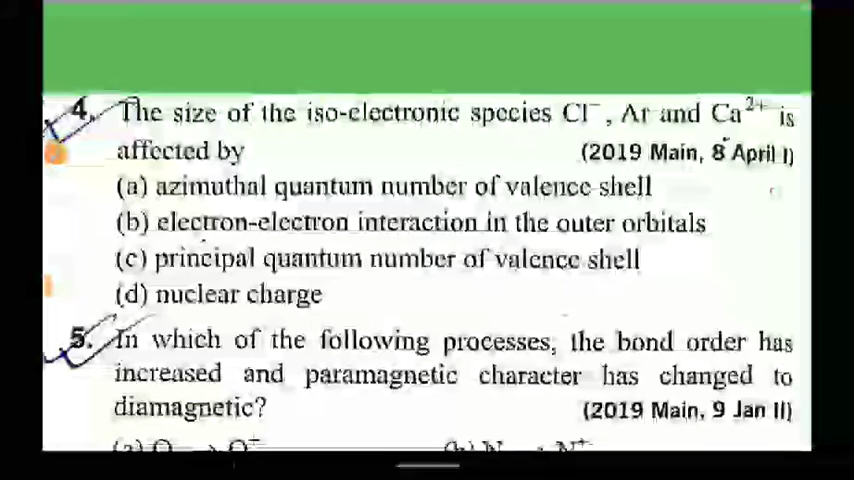 4. The size of the iso-electronic species Cl⁻, Ar and Ca²⁺ is
affected by (2019 Main, 8 April I)
(a) azimuthal quantum number of valence shell
(b) electron-electron interaction in the outer orbitals
(c) principal quantum number of valence shell
(d) nuclear charge
5. In which of the following processes, the bond order has
increased and paramagnetic character has changed to
diamagnetic? (2019 Main, 9 Jan II)